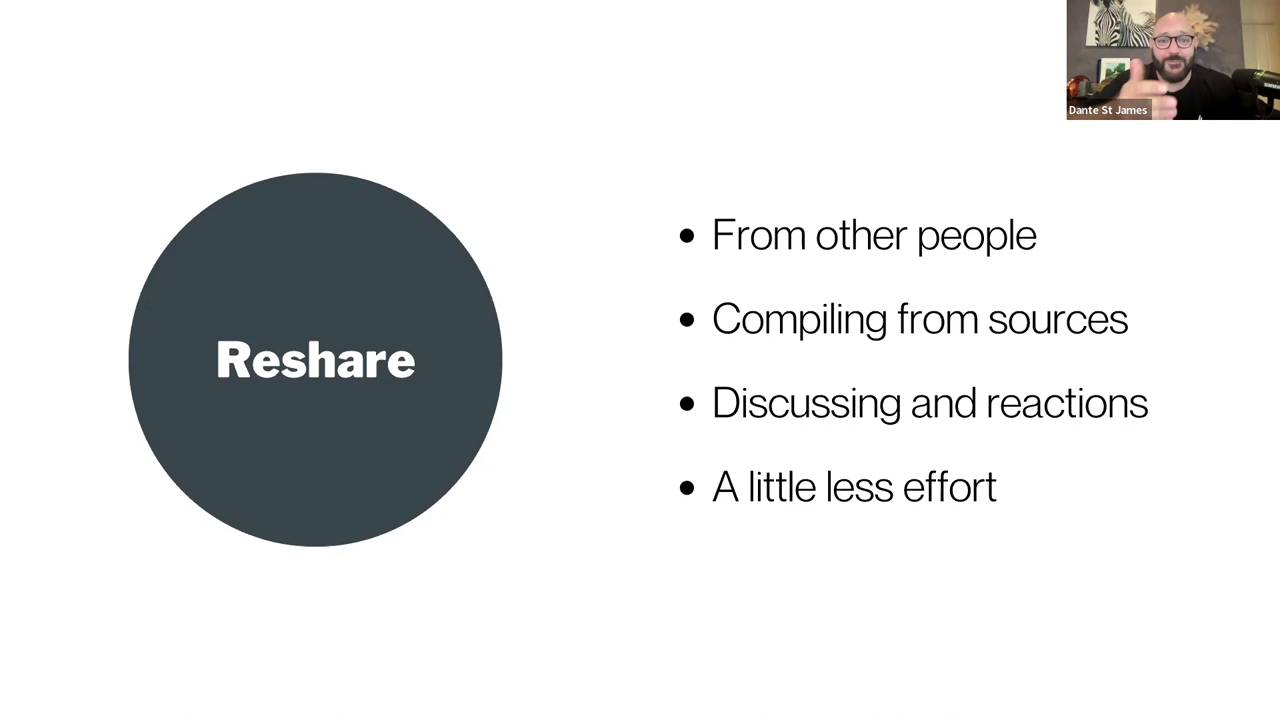 Dante St James
Reshare
From other people
Compiling from sources
Discussing and reactions
A little less effort